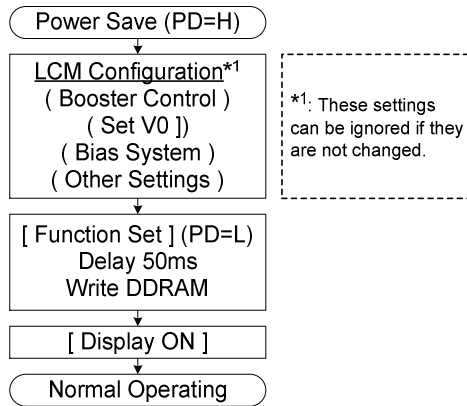 Power Save (PD=H)
LCM Configuration*1
( Booster Control )
( Set V0 ])
( Bias System )
( Other Settings )
*1: These settings
can be ignored if they
are not changed.
[ Function Set ] (PD=L)
Delay 50ms
Write DDRAM
[ Display ON ]
Normal Operating